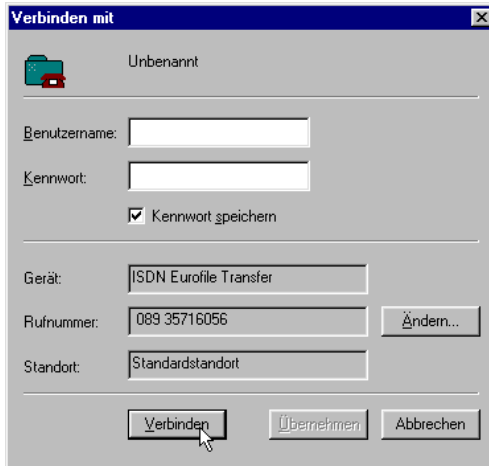 Verbinden mit
Unbenannt
Benutzername:
Kennwort:
Kennwort speichern
Gerät: ISDN Eurofile Transfer
Rufnummer: 089 35716056 Ändern...
Standort: Standardstandort
Verbinden Übernehmen Abbrechen